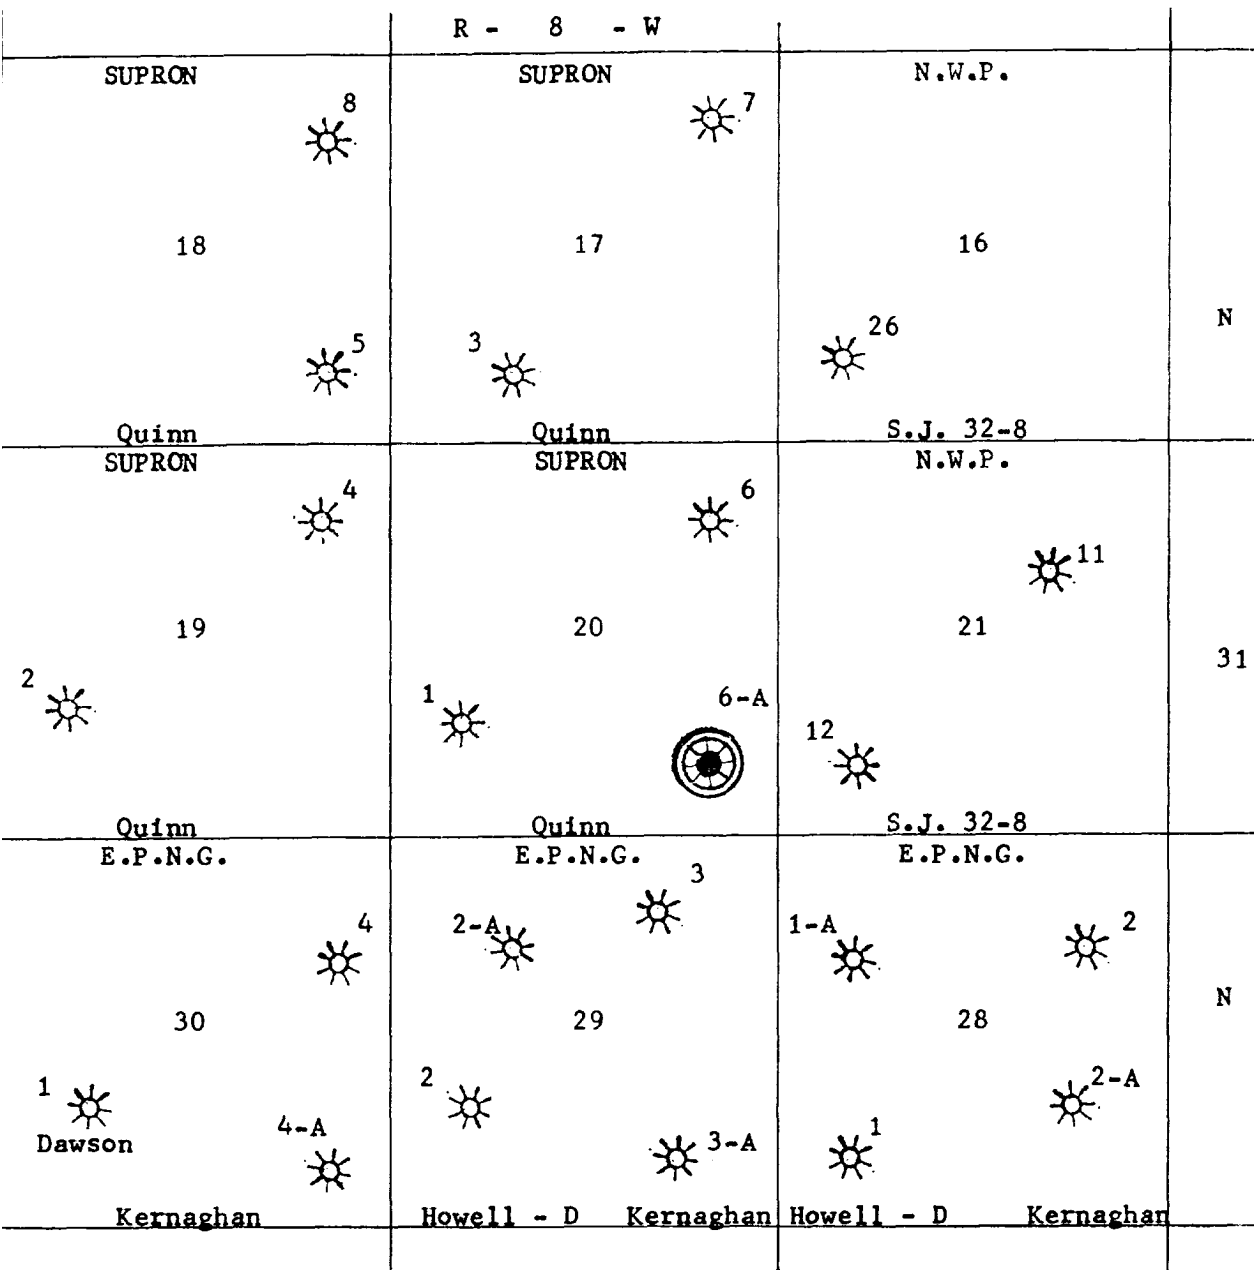 R - 8 - W
SUPRON SUPRON N.W.P.
8 7
18 17 16
N
26
5 3
Quinn Quinn S.J. 32-8
SUPRON SUPRON N.W.P.
4 6
11
19 20 21
31
2 1 6-A
12
Quinn Quinn S.J. 32-8
E.P.N.G. E.P.N.G. E.P.N.G.
3
4 2-A 1-A 2
N
30 29 28
1 2 2-A
Dawson 4-A 3-A 1
Kernaghan Howell - D Kernaghan Howell - D Kernaghan